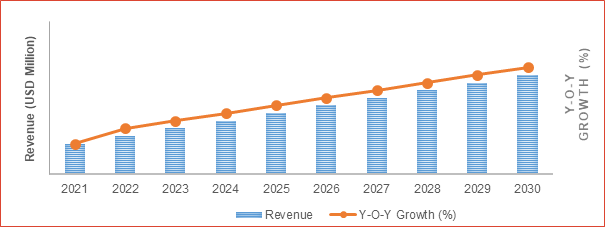 Revenue (USD Million)
Y-O-Y
GROWTH (%)
2021 2022 2023 2024 2025 2026 2027 2028 2029 2030
Revenue Y-O-Y Growth (%)